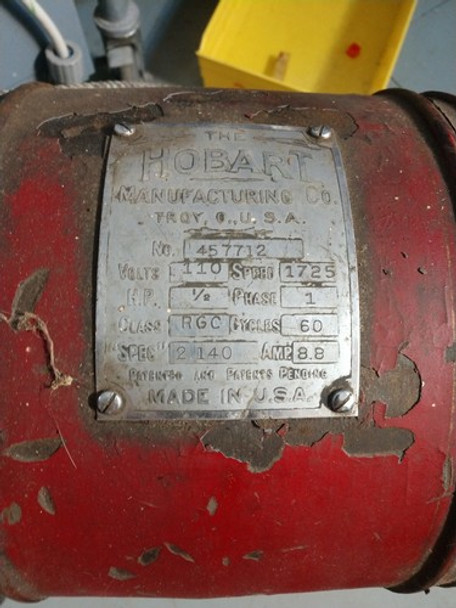 THE
HOBART
MANUFACTURING CO.
TROY, O., U.S.A.
NO. 457712
VOLTS 110 SPEED 1725
H.P. 1/2 PHASE 1
CLASS RGC CYCLES 60
"SPEC" 2140 AMP 8.8
PATENTED AND PATENTS PENDING
MADE IN U.S.A.